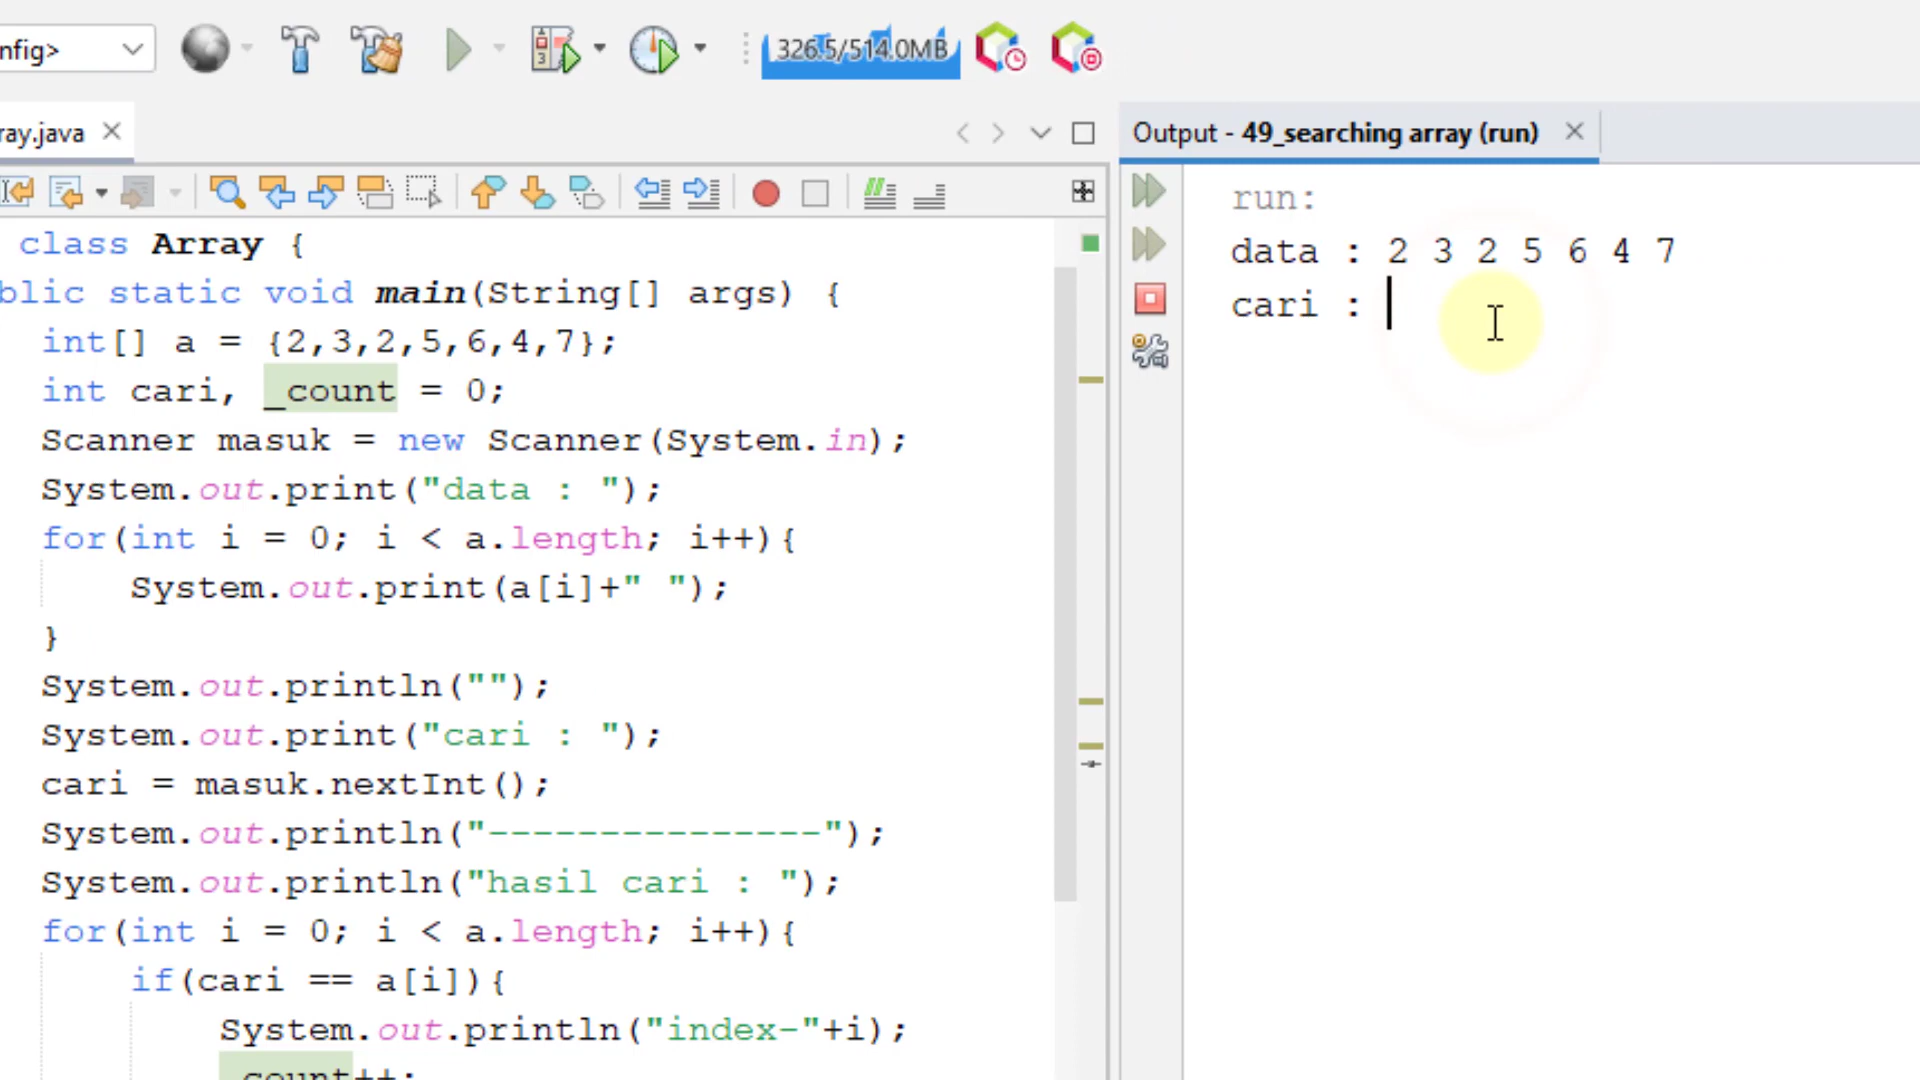 nfig>
326.5/514.0MB
ray.java
Output - 49_searching array (run)
class Array {
blic static void main(String[] args) {
int[] a = {2,3,2,5,6,4,7};
int cari, _count = 0;
Scanner masuk = new Scanner(System.in);
System.out.print("data : ");
for(int i = 0; i < a.length; i++){
System.out.print(a[i]+" ");
}
System.out.println("");
System.out.print("cari : ");
cari = masuk.nextInt();
System.out.println("---------------");
System.out.println("hasil cari : ");
for(int i = 0; i < a.length; i++){
if(cari == a[i]){
System.out.println("index-"+i);
_count++;
run:
data : 2 3 2 5 6 4 7
cari :